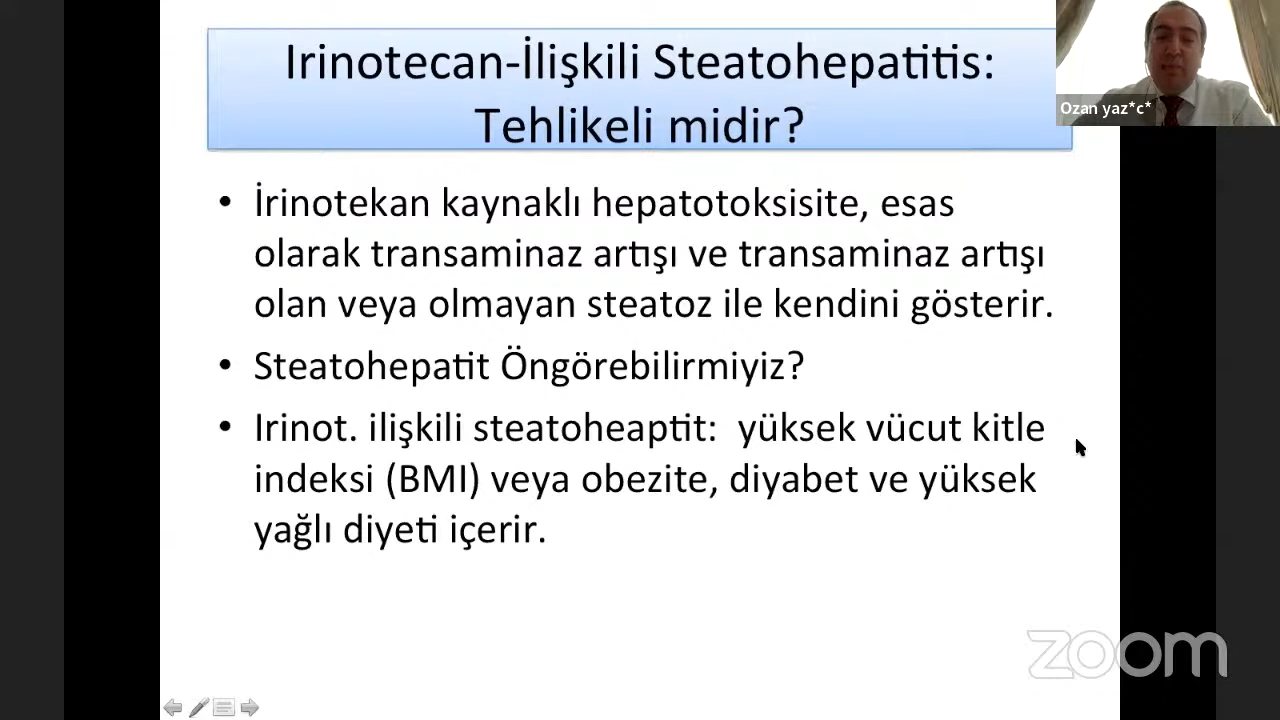 Irinotecan-İlişkili Steatohepatitis:
Tehlikeli midir?
Ozan yaz*c*
• İrinotekan kaynaklı hepatotoksisite, esas
olarak transaminaz artışı ve transaminaz artışı
olan veya olmayan steatoz ile kendini gösterir.
• Steatohepatit Öngörebilirmiyiz?
• Irinot. ilişkili steatoheaptit:  yüksek vücut kitle
indeksi (BMI) veya obezite, diyabet ve yüksek
yağlı diyeti içerir.
zoom